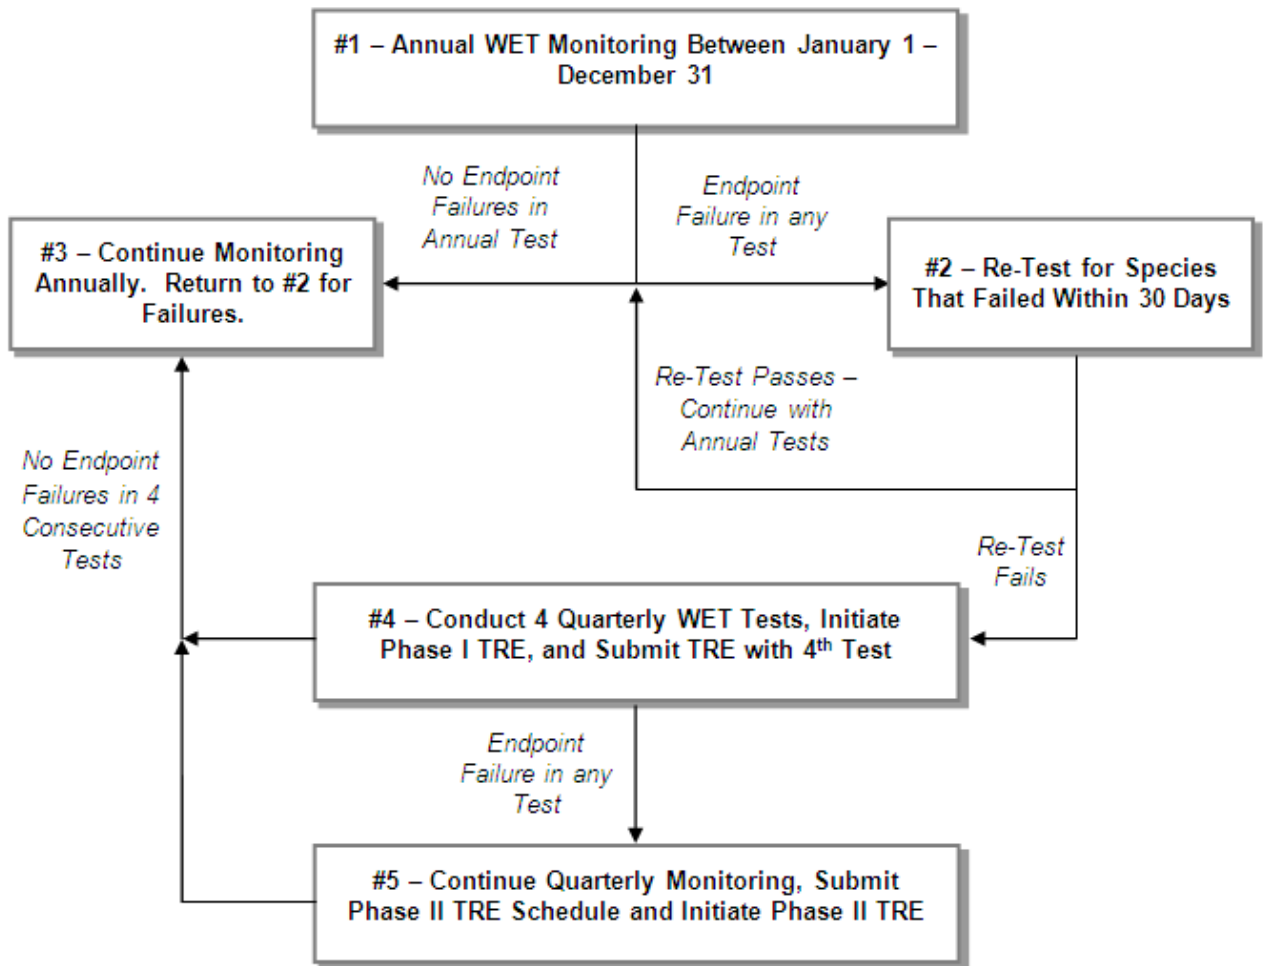 #1 – Annual WET Monitoring Between January 1 –
December 31
No Endpoint
Failures in
Annual Test
Endpoint
Failure in any
Test
#3 – Continue Monitoring
Annually.  Return to #2 for
Failures.
#2 – Re-Test for Species
That Failed Within 30 Days
Re-Test Passes –
Continue with
Annual Tests
No Endpoint
Failures in 4
Consecutive
Tests
Re-Test
Fails
#4 – Conduct 4 Quarterly WET Tests, Initiate
Phase I TRE, and Submit TRE with 4th Test
Endpoint
Failure in any
Test
#5 – Continue Quarterly Monitoring, Submit
Phase II TRE Schedule and Initiate Phase II TRE